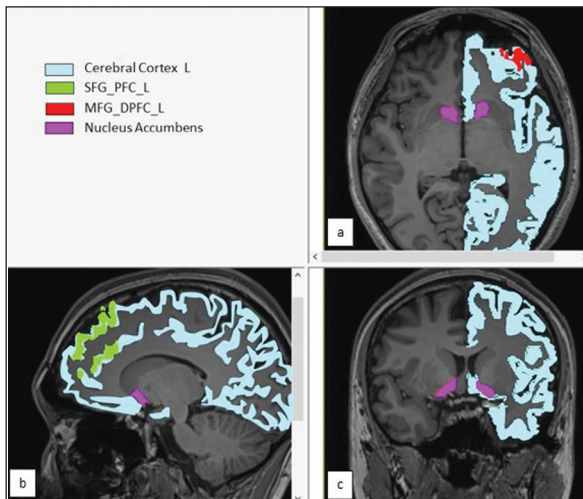 Cerebral Cortex L
SFG_PFC_L
MFG_DPFC_L
Nucleus Accumbens
a
b
c